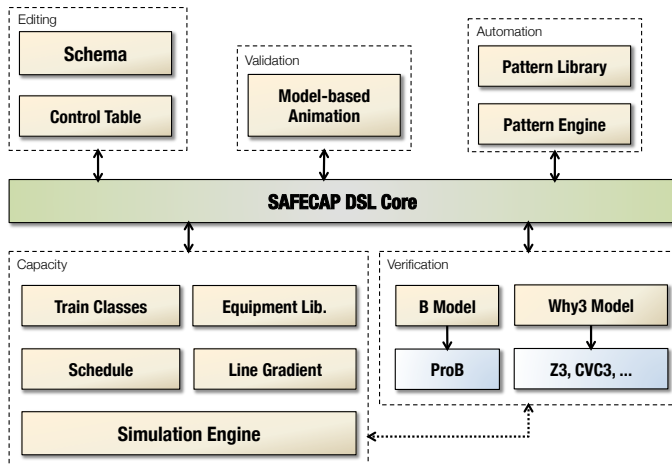 Editing
Schema
Control Table
Validation
Model-based
Animation
Automation
Pattern Library
Pattern Engine
SAFECAP DSL Core
Capacity
Train Classes
Equipment Lib.
Schedule
Line Gradient
Simulation Engine
Verification
B Model
Why3 Model
ProB
Z3, CVC3, ...